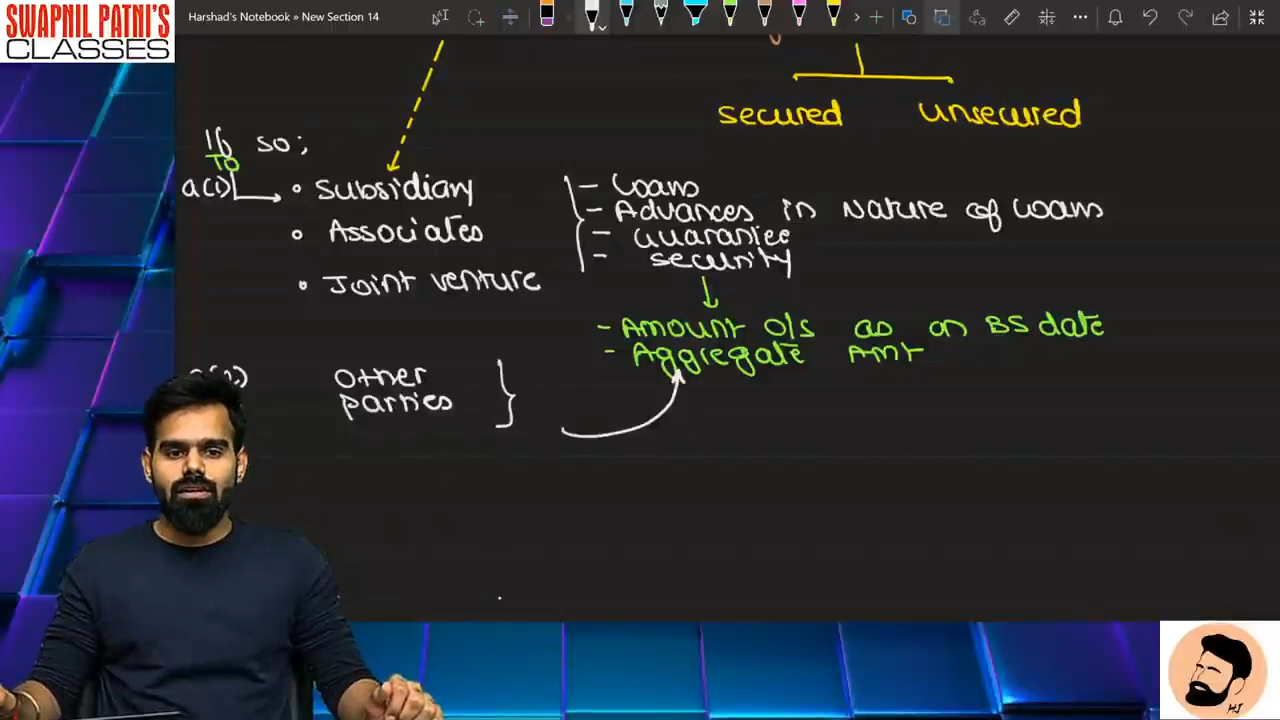 SWAPNIL PATNI'S
CLASSES
Harshad's Notebook » New Section 14
secured unsecured
If so;
TO
a(i) • Subsidiary
• Associates
• Joint venture
- Loans
- Advances in Nature of Loans
- Guarantee
- security
- Amount O/S as on BS date
- Aggregate Amt
Other
parties
HJ